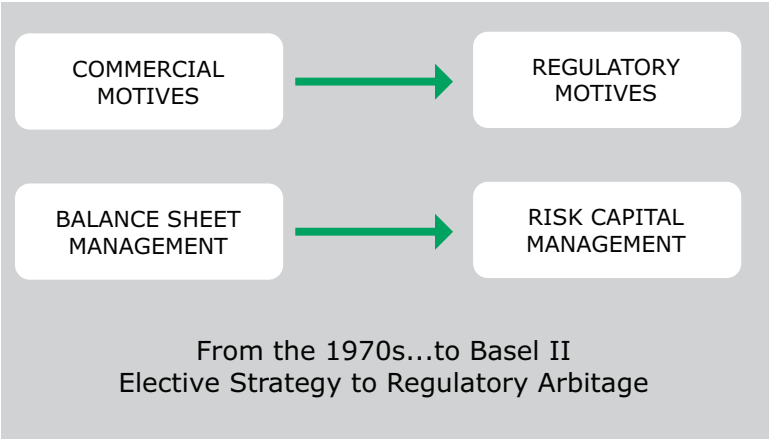 COMMERCIAL
MOTIVES
REGULATORY
MOTIVES
BALANCE SHEET
MANAGEMENT
RISK CAPITAL
MANAGEMENT
From the 1970s...to Basel II
Elective Strategy to Regulatory Arbitage